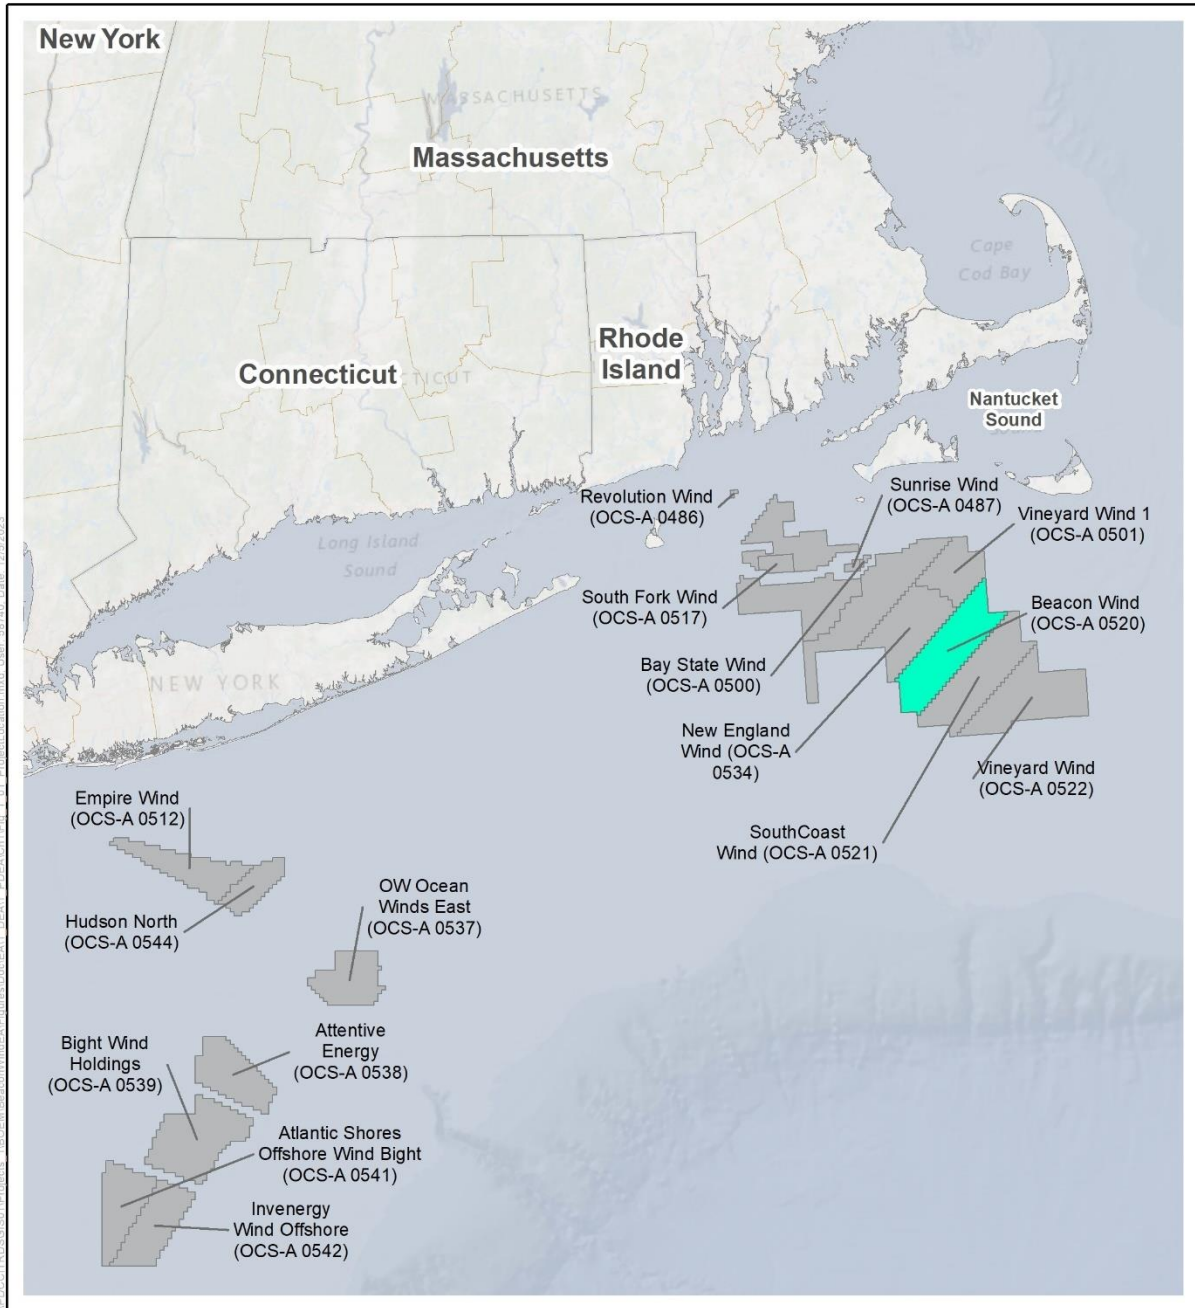 New York
MASSACHUSETTS
Massachusetts
Cape
Cod Bay
Rhode
Island
Connecticut
CTICUT
Nantucket
Sound
Revolution Wind
(OCS-A 0486)
Sunrise Wind
(OCS-A 0487)
Vineyard Wind 1
(OCS-A 0501)
Long Island
Sound
South Fork Wind
(OCS-A 0517)
Beacon Wind
(OCS-A 0520)
Bay State Wind
(OCS-A 0500)
NEW YORK
New England
Wind (OCS-A
0534)
Vineyard Wind
(OCS-A 0522)
Empire Wind
(OCS-A 0512)
SouthCoast
Wind (OCS-A 0521)
OW Ocean
Winds East
(OCS-A 0537)
Hudson North
(OCS-A 0544)
Attentive
Energy
(OCS-A 0538)
Bight Wind
Holdings
(OCS-A 0539)
Atlantic Shores
Offshore Wind Bight
(OCS-A 0541)
Invenergy
Wind Offshore
(OCS-A 0542)